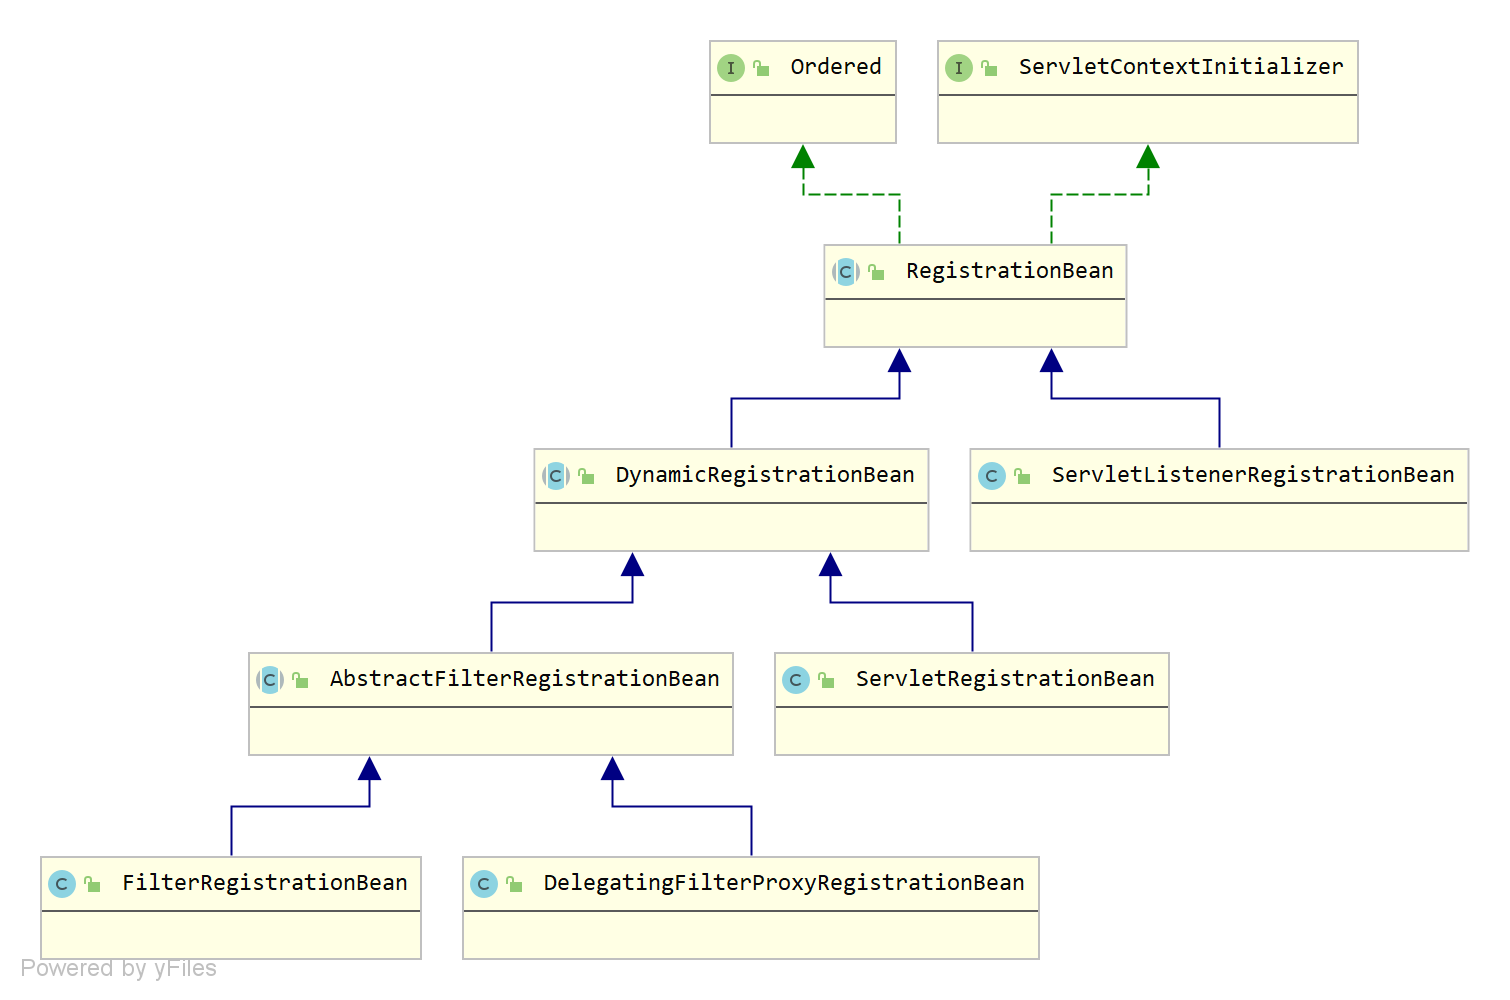 I Ordered
I ServletContextInitializer
C RegistrationBean
C DynamicRegistrationBean
C ServletListenerRegistrationBean
C AbstractFilterRegistrationBean
C ServletRegistrationBean
C FilterRegistrationBean
C DelegatingFilterProxyRegistrationBean
Powered by yFiles